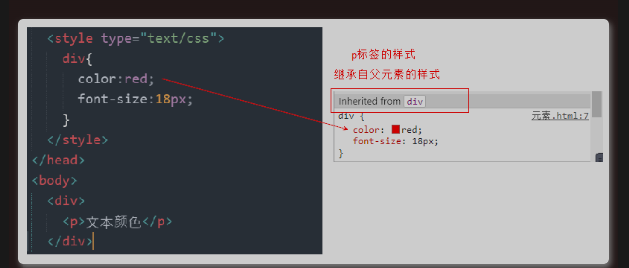 <style type="text/css">
div{
color:red;
font-size:18px;
}
</style>
</head>
<body>
<div>
<p>文本颜色</p>
</div>
p标签的样式
继承自父元素的样式
Inherited from div
div { 元素.html:7
color: red;
font-size: 18px;
}